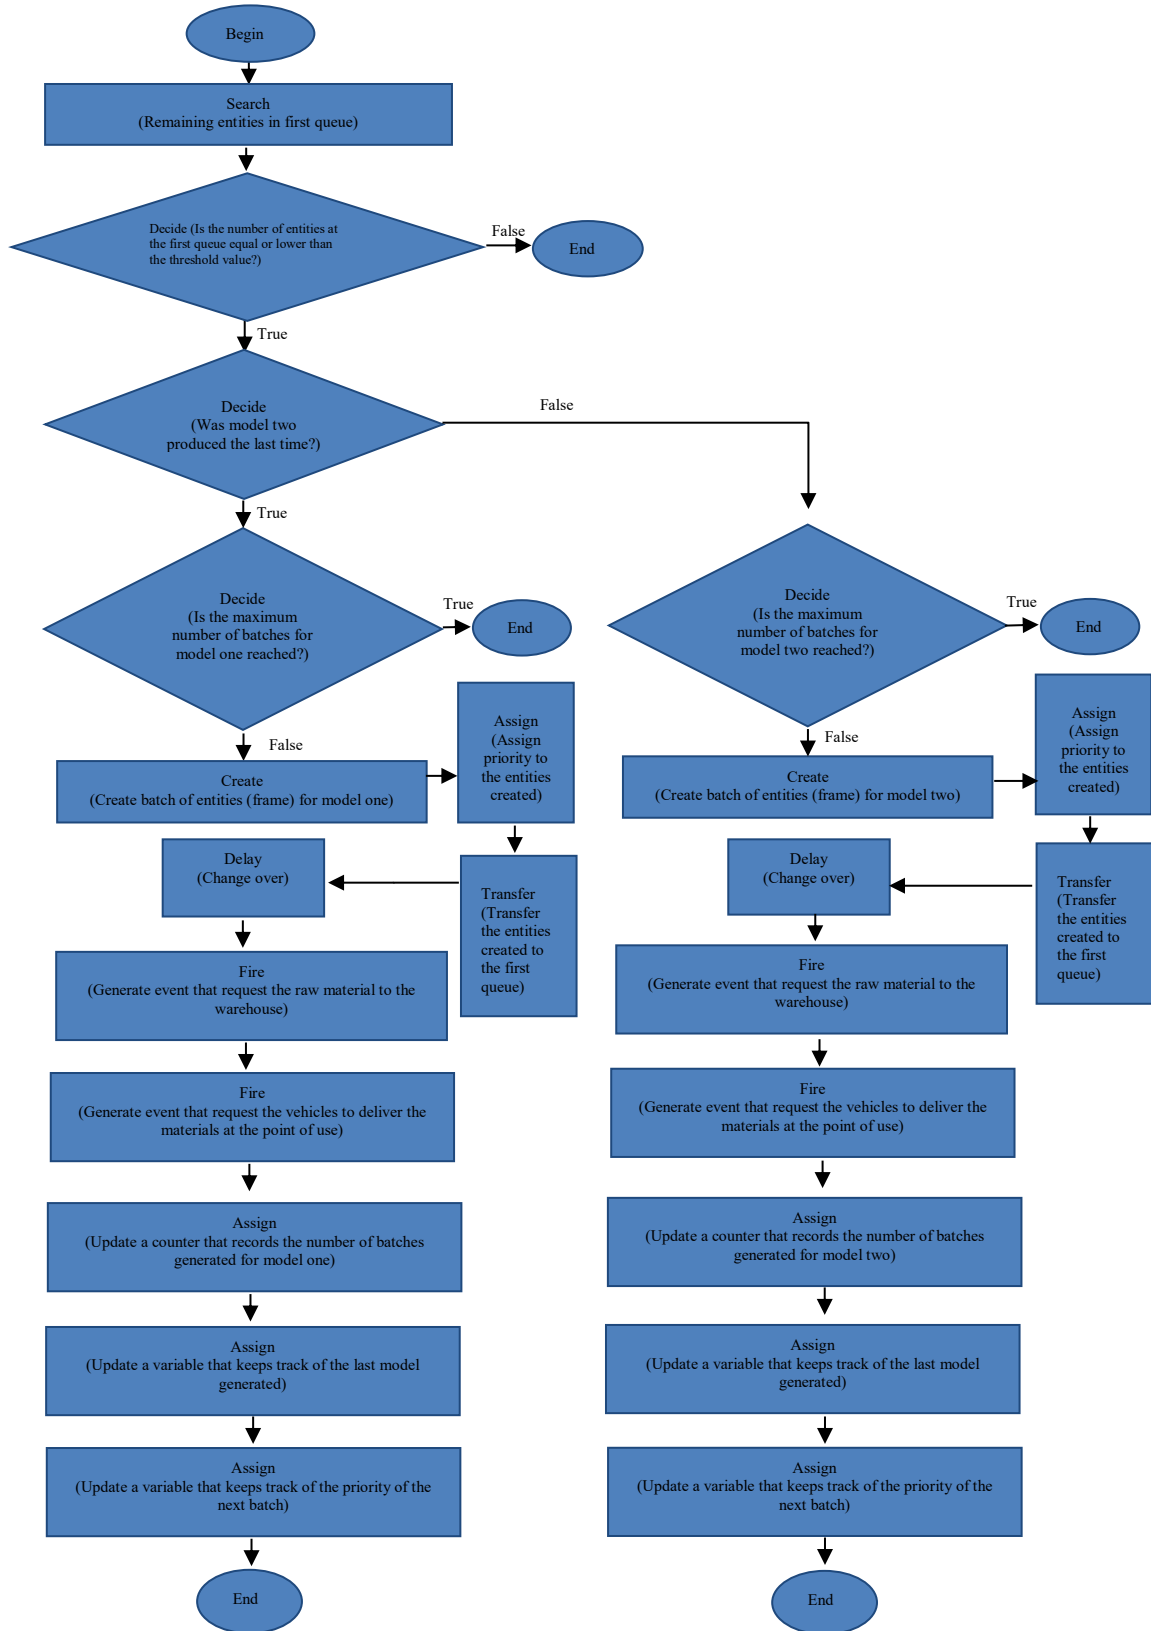 Begin
Search
(Remaining entities in first queue)
Decide (Is the number of entities at
the first queue equal or lower than
the threshold value?)
False
End
True
Decide
(Was model two
produced the last time?)
False
True
Decide
(Is the maximum
number of batches for
model one reached?)
True
End
False
Create
(Create batch of entities (frame) for model one)
Assign
(Assign
priority to
the entities
created)
Transfer
(Transfer
the entities
created to
the first
queue)
Delay
(Change over)
Fire
(Generate event that request the raw material to the
warehouse)
Fire
(Generate event that request the vehicles to deliver the
materials at the point of use)
Assign
(Update a counter that records the number of batches
generated for model one)
Assign
(Update a variable that keeps track of the last model
generated)
Assign
(Update a variable that keeps track of the priority of the
next batch)
End
Decide
(Is the maximum
number of batches for
model two reached?)
True
End
False
Create
(Create batch of entities (frame) for model two)
Assign
(Assign
priority to
the entities
created)
Transfer
(Transfer
the entities
created to
the first
queue)
Delay
(Change over)
Fire
(Generate event that request the raw material to the
warehouse)
Fire
(Generate event that request the vehicles to deliver the
materials at the point of use)
Assign
(Update a counter that records the number of batches
generated for model two)
Assign
(Update a variable that keeps track of the last model
generated)
Assign
(Update a variable that keeps track of the priority of the
next batch)
End